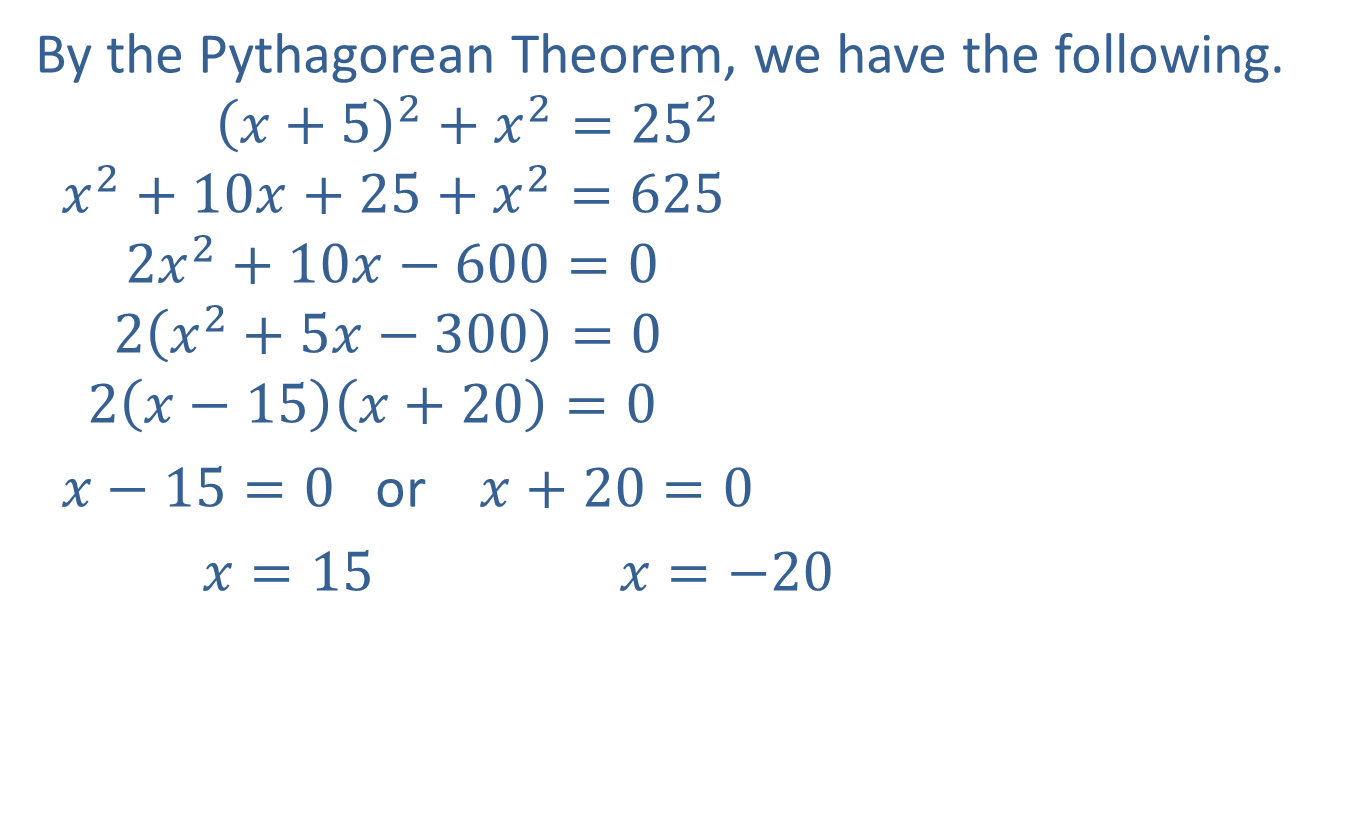 By the Pythagorean Theorem, we have the following.
(x + 5)² + x² = 25²
x² + 10x + 25 + x² = 625
2x² + 10x − 600 = 0
2(x² + 5x − 300) = 0
2(x − 15)(x + 20) = 0
x − 15 = 0 or x + 20 = 0
x = 15 x = −20